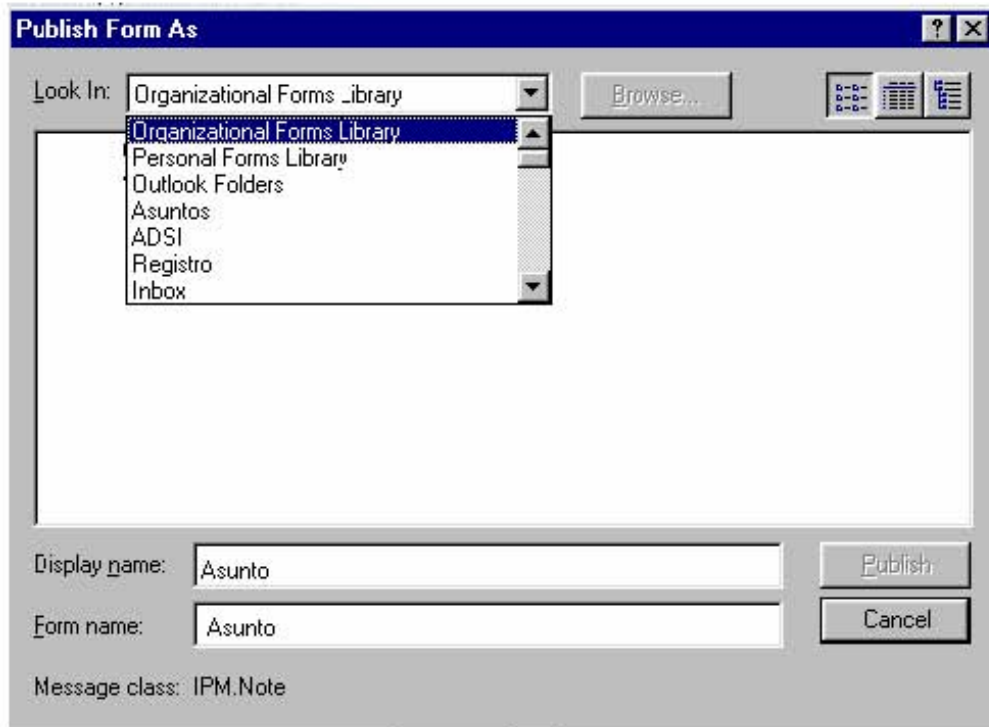 Publish Form As
Look In: Organizational Forms Library Browse...
Organizational Forms Library
Personal Forms Library
Outlook Folders
Asuntos
ADSI
Registro
Inbox
Display name: Asunto Publish
Form name: Asunto Cancel
Message class: IPM.Note